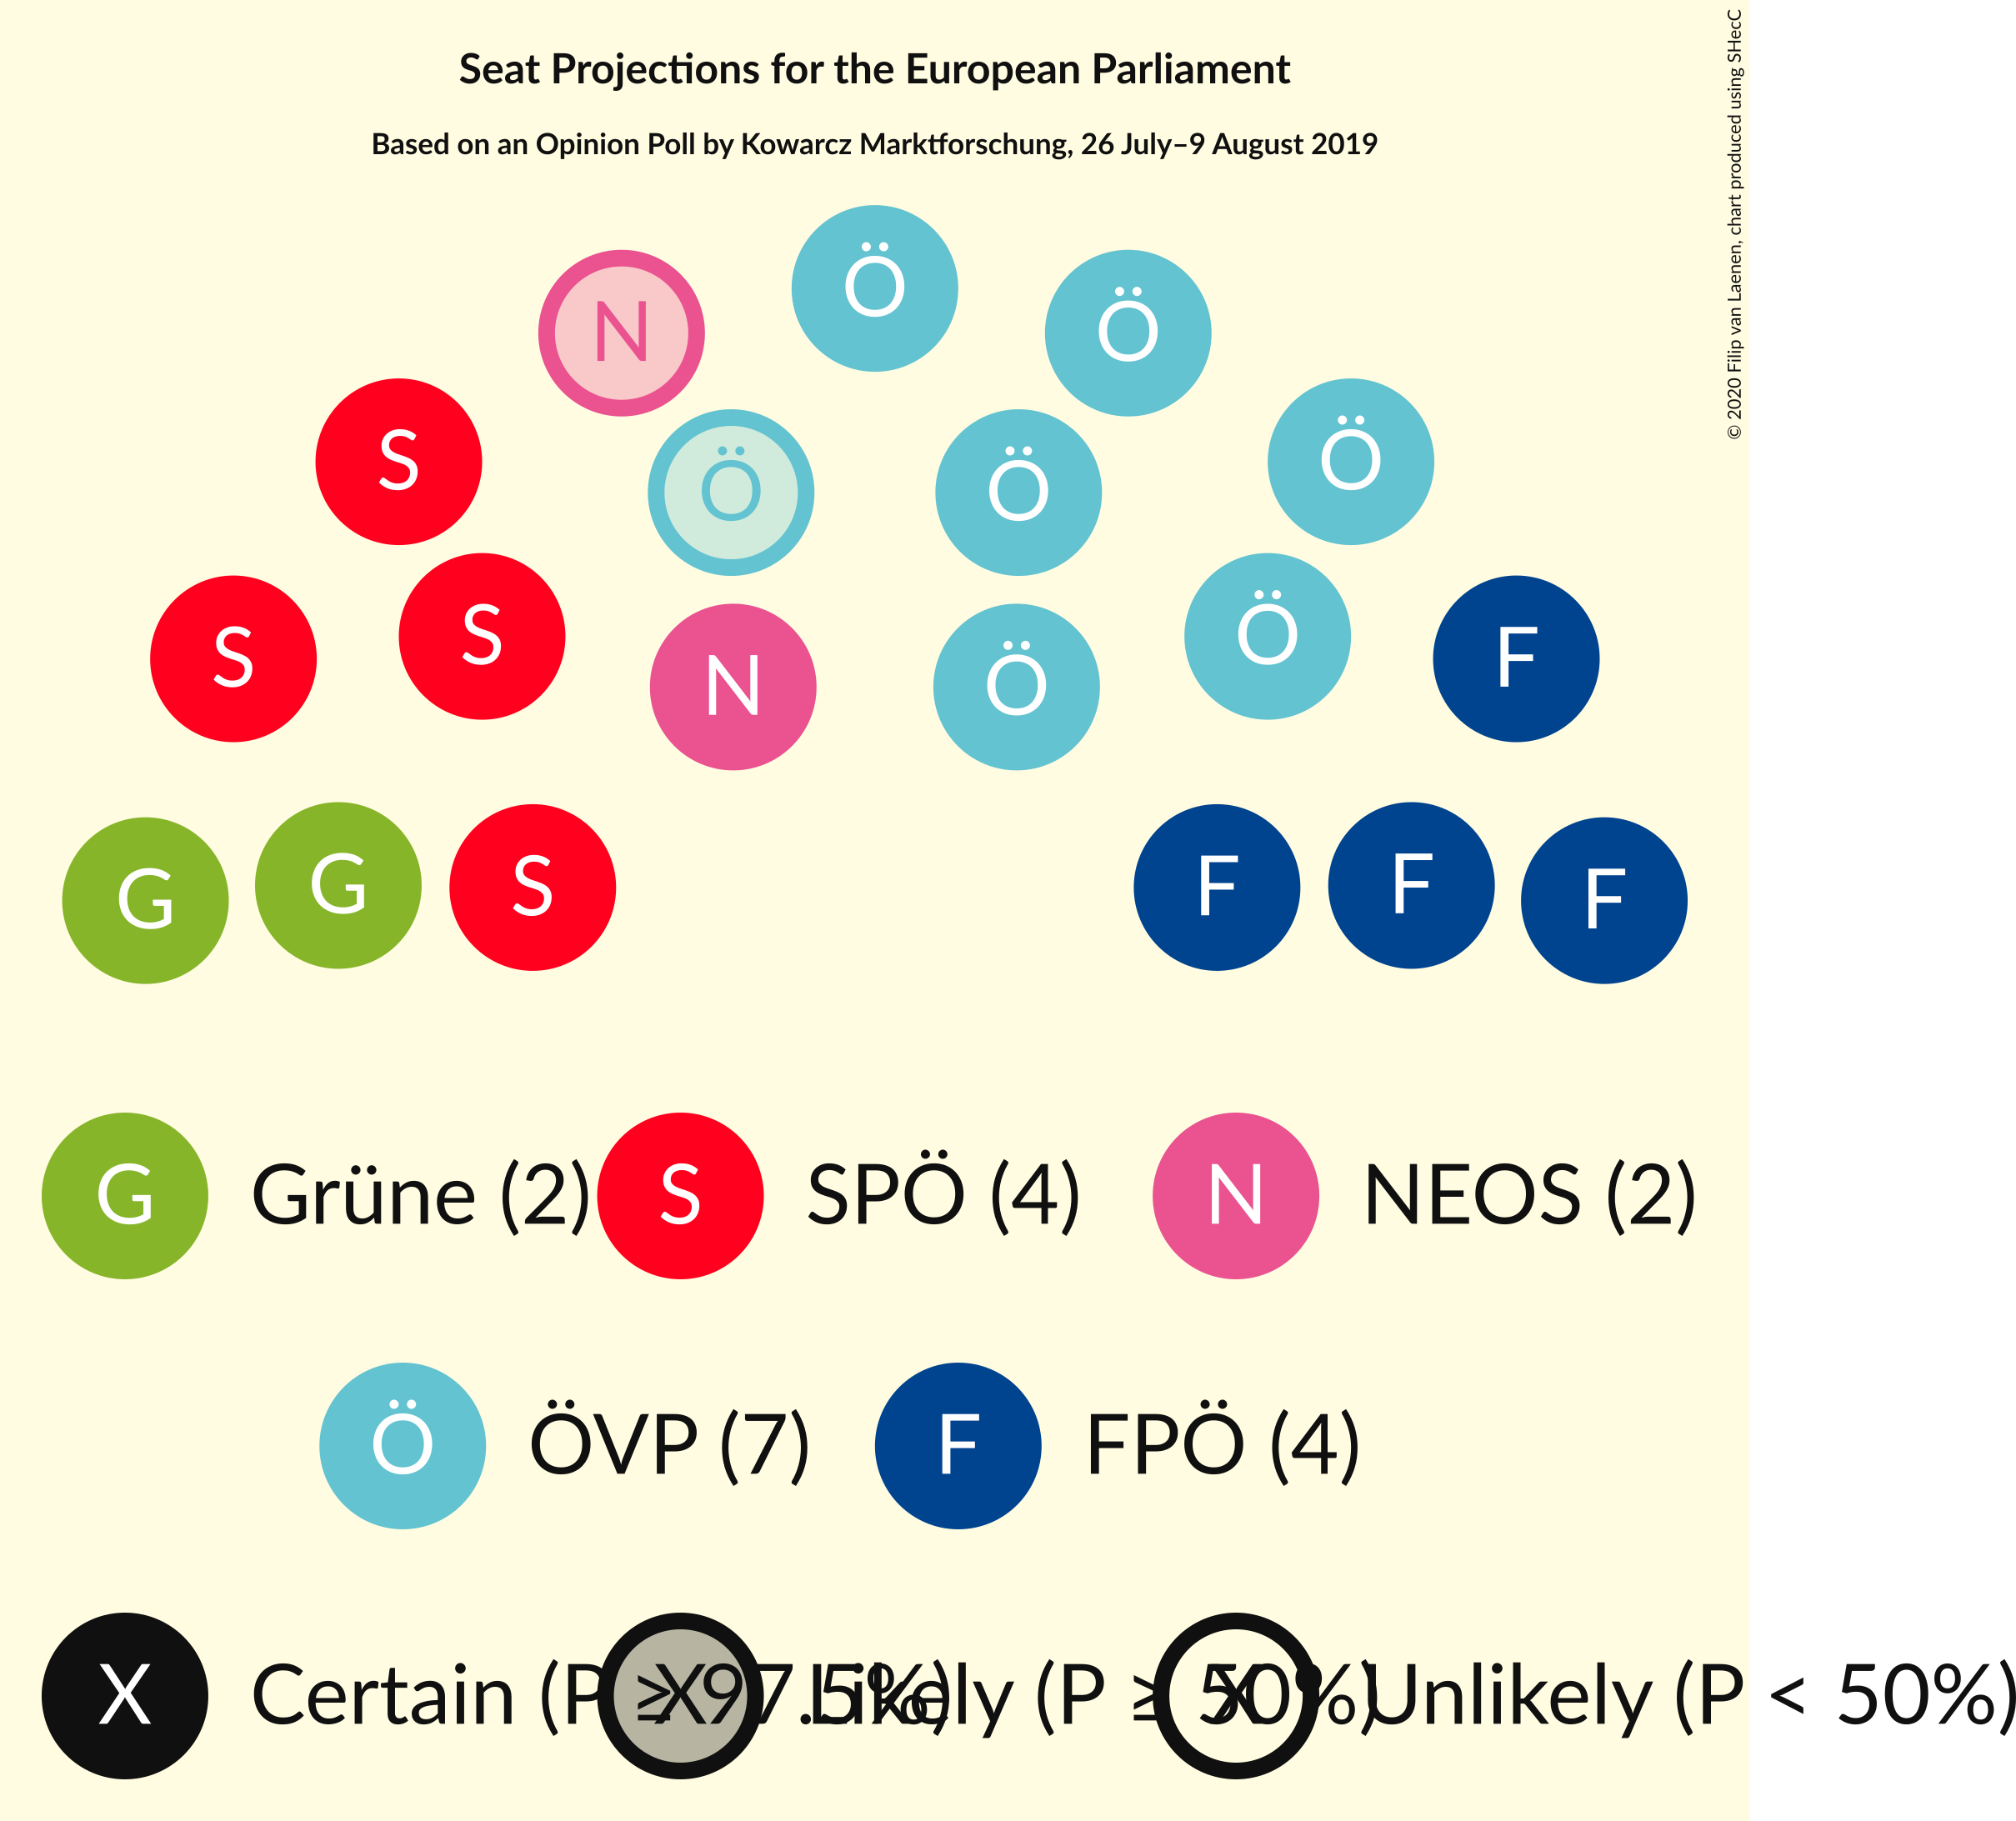 Seat Projections for the European Parliament
Based on an Opinion Poll by Kowarcz Marktforschung, 26 July–9 August 2019
© 2020 Filip van Laenen, chart produced using SHecC
Ö
N Ö
S Ö
Ö Ö
S S Ö F
N Ö
G G S F F F
G Grüne (2) S SPÖ (4) N NEOS (2)
Ö ÖVP (7) F FPÖ (4)
X Certain (P ≥ 97.5%) X Likely (P ≥ 50%) X Unlikely (P < 50%)